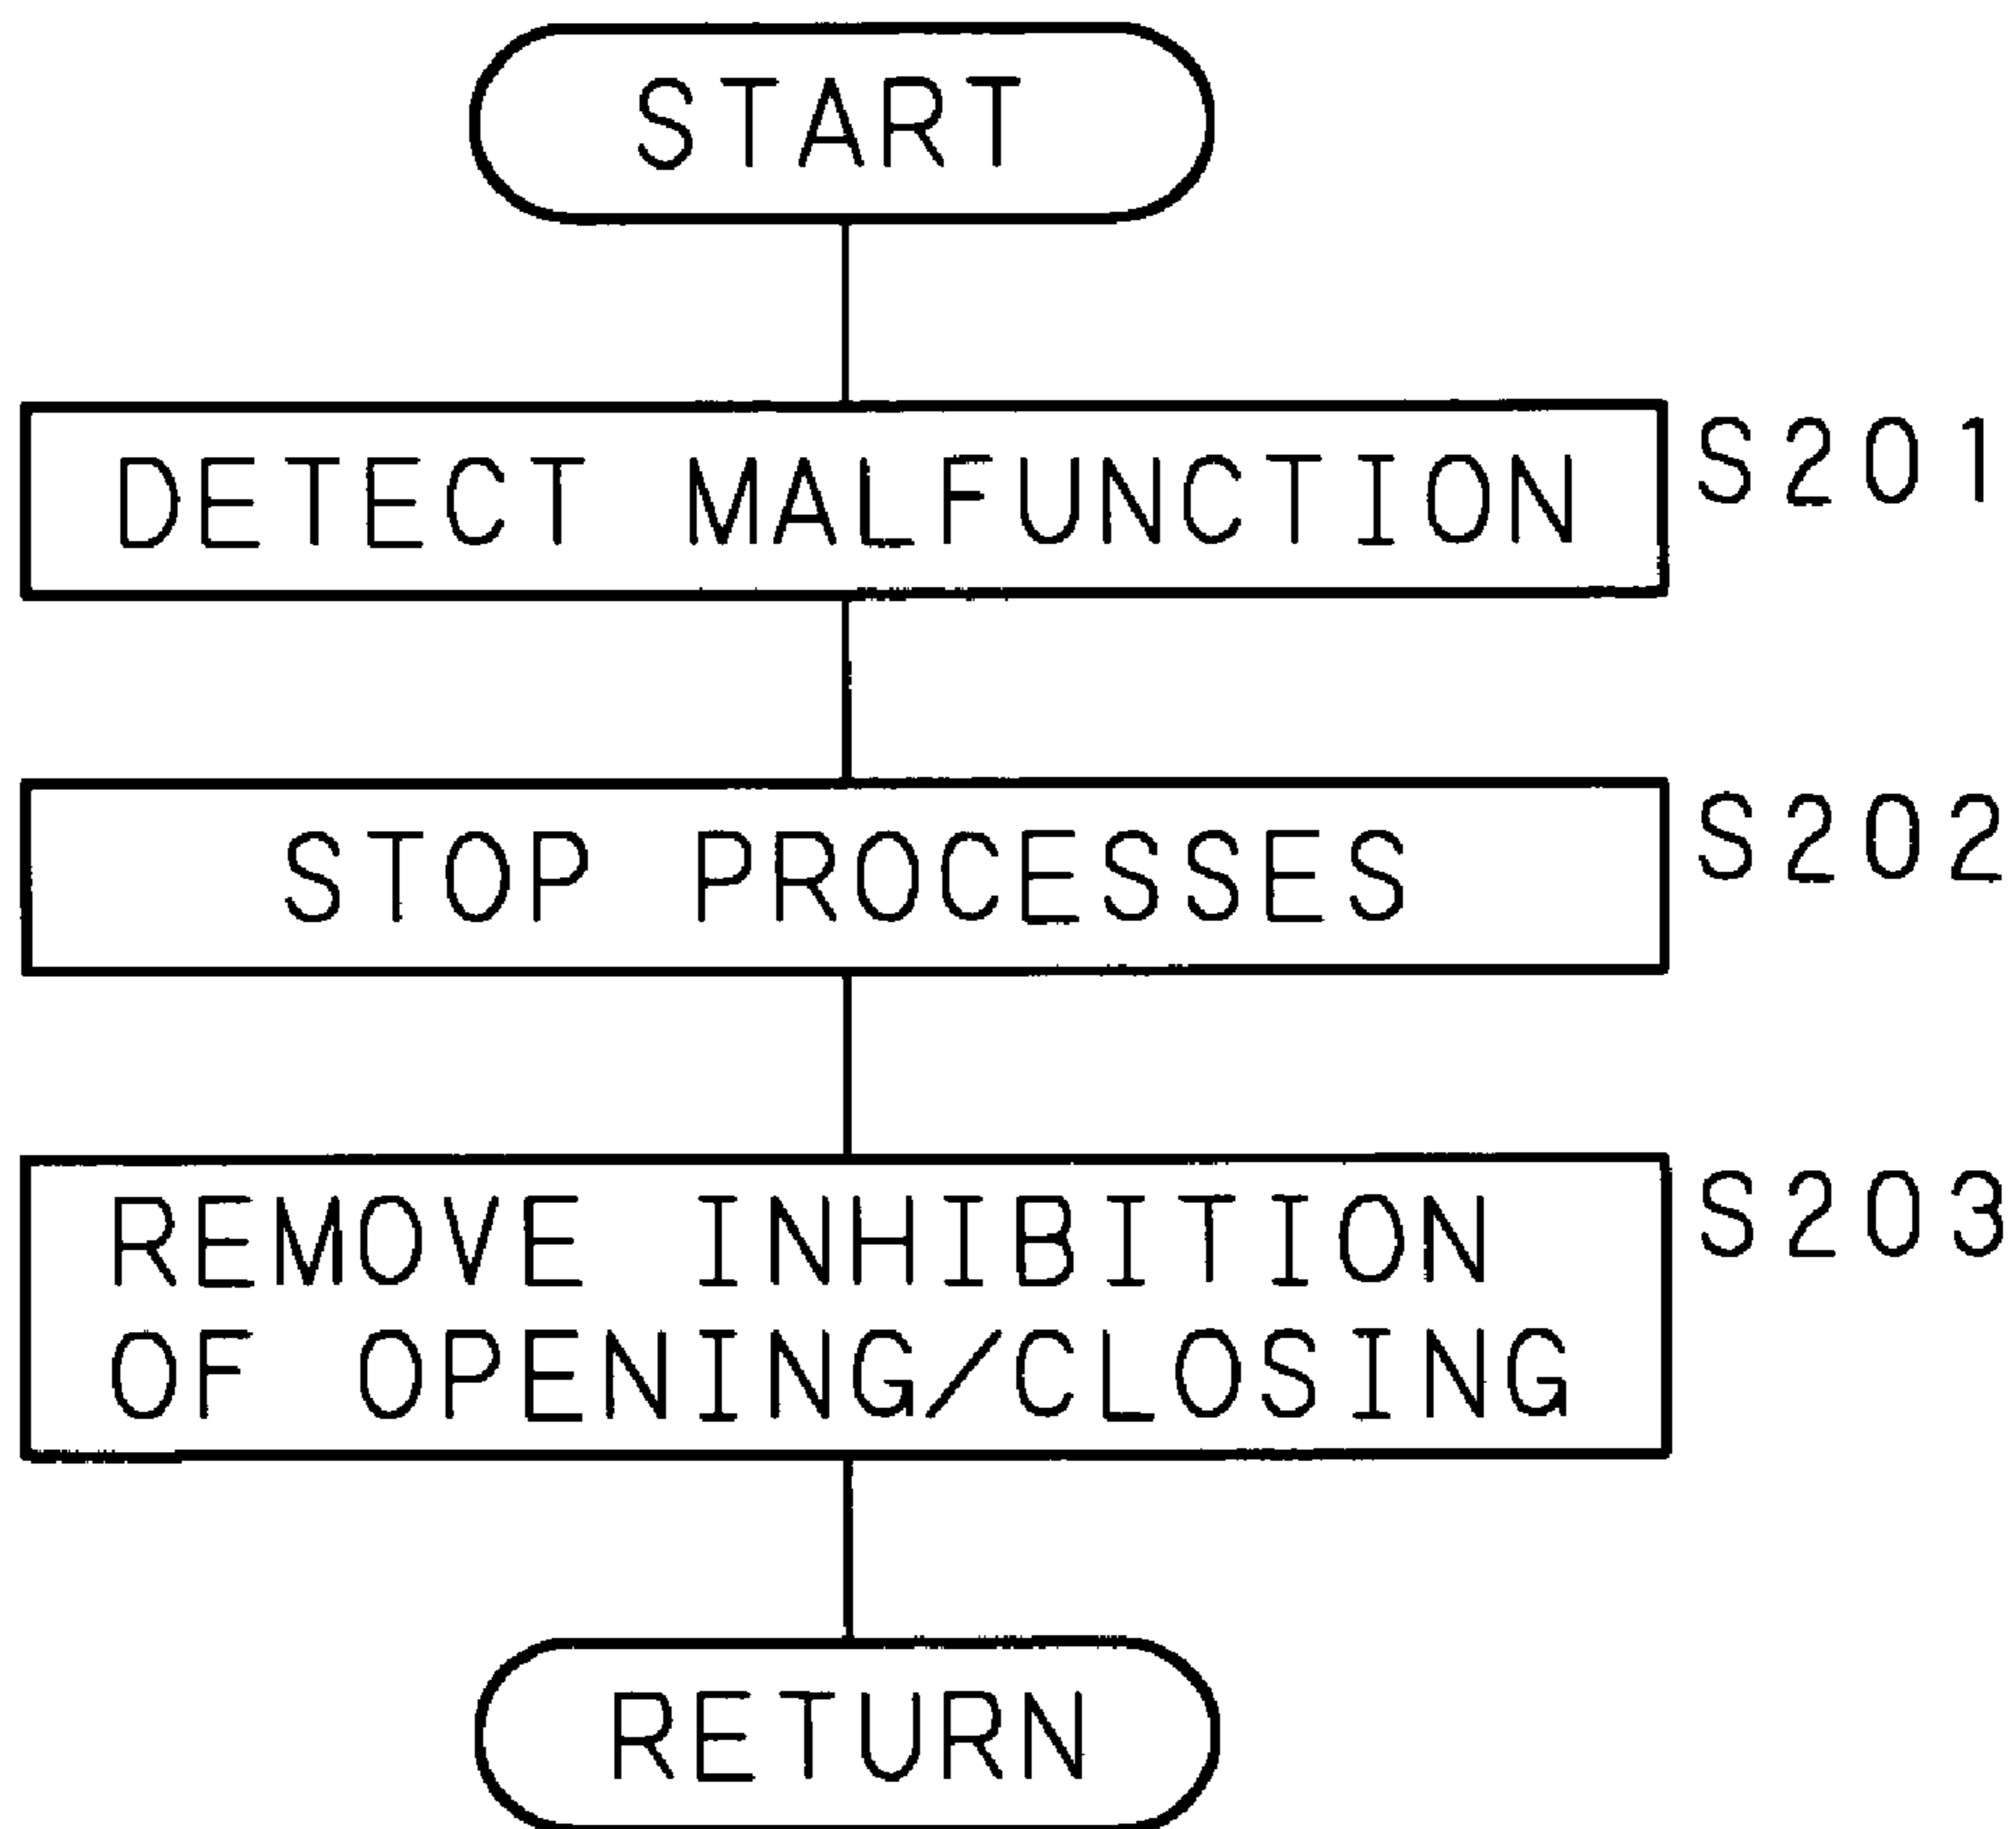 START
DETECT MALFUNCTION
S201
STOP PROCESSES
S202
REMOVE INHIBITION
OF OPENING/CLOSING
S203
RETURN